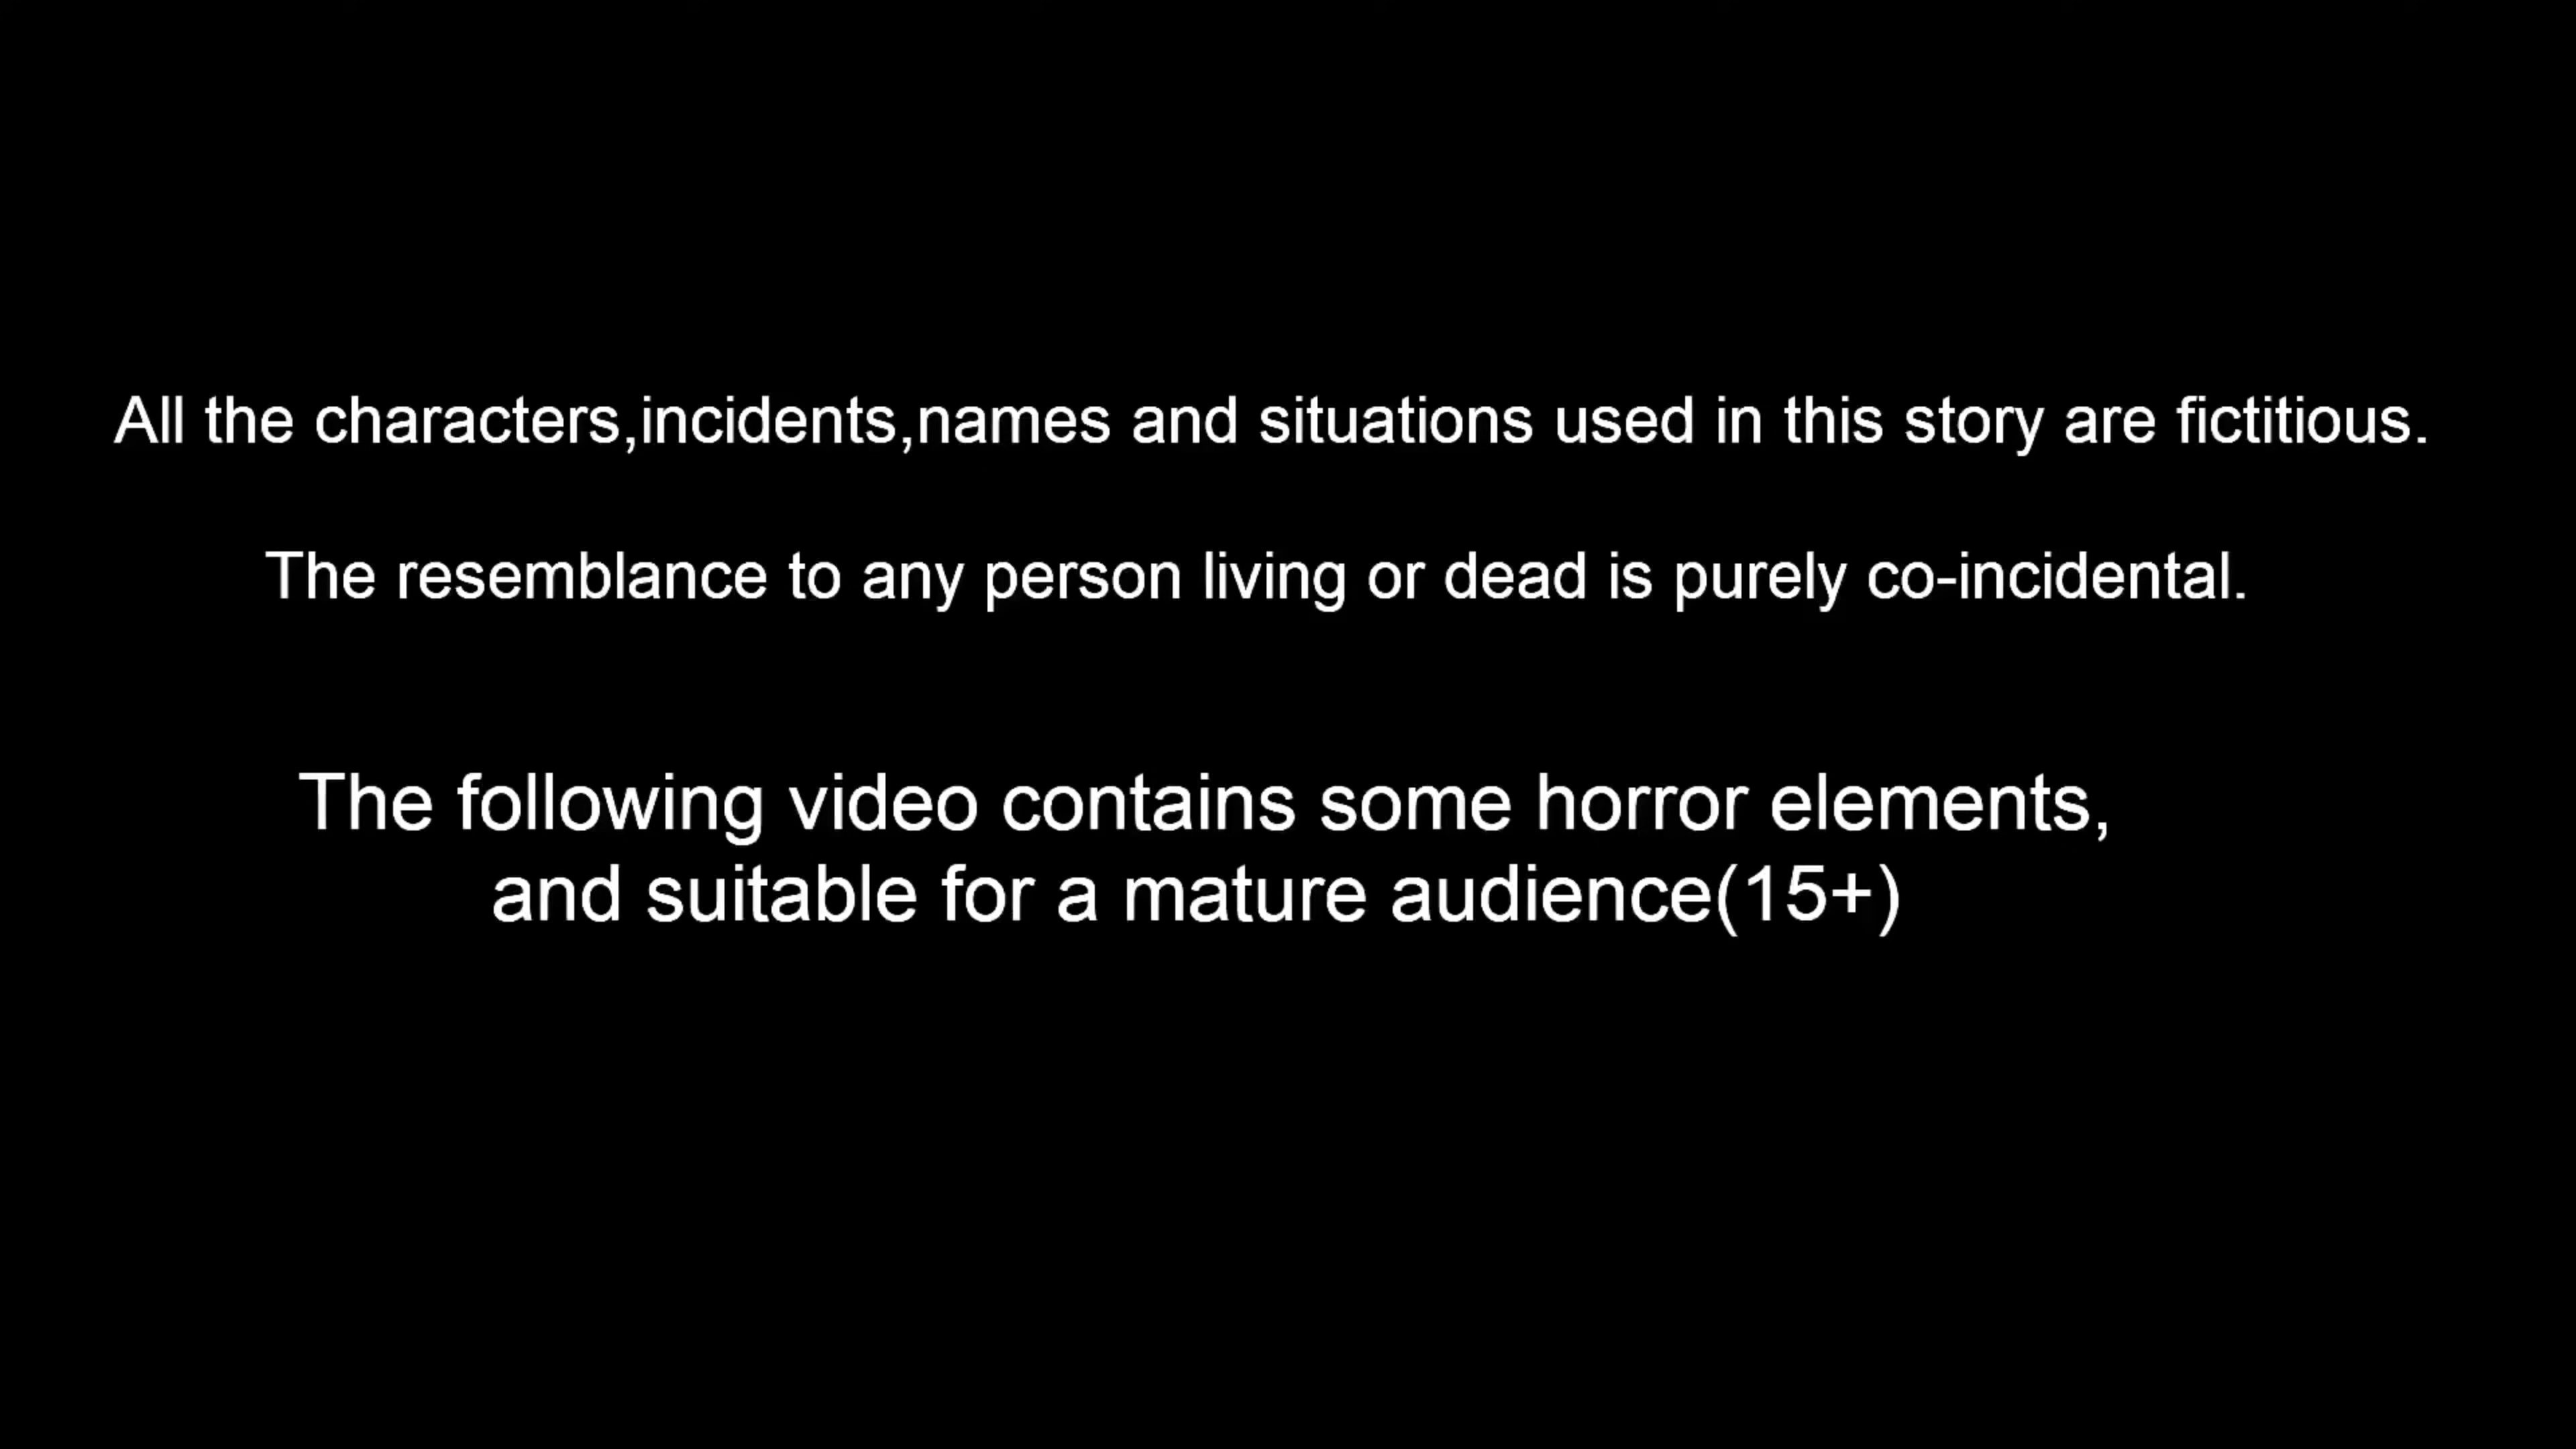 All the characters,incidents,names and situations used in this story are fictitious.
The resemblance to any person living or dead is purely co-incidental.
The following video contains some horror elements,
and suitable for a mature audience(15+)